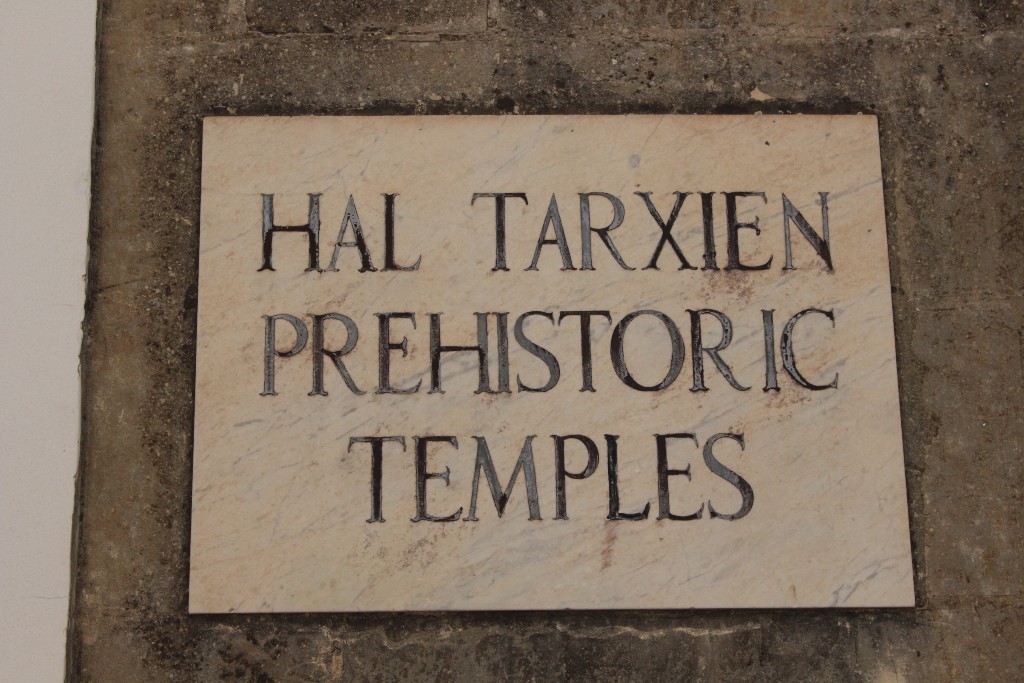 HAL TARXIEN
PREHISTORIC
TEMPLES